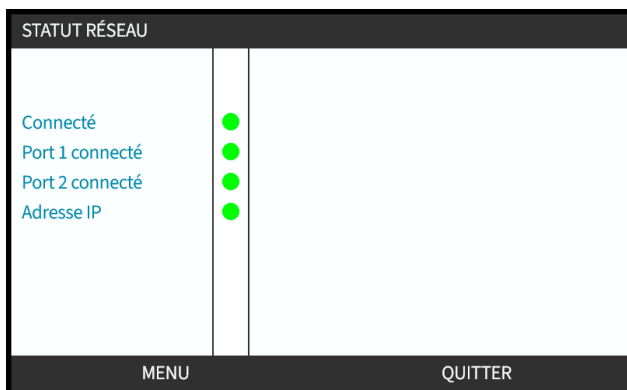 STATUT RÉSEAU
Connecté
Port 1 connecté
Port 2 connecté
Adresse IP
MENU QUITTER